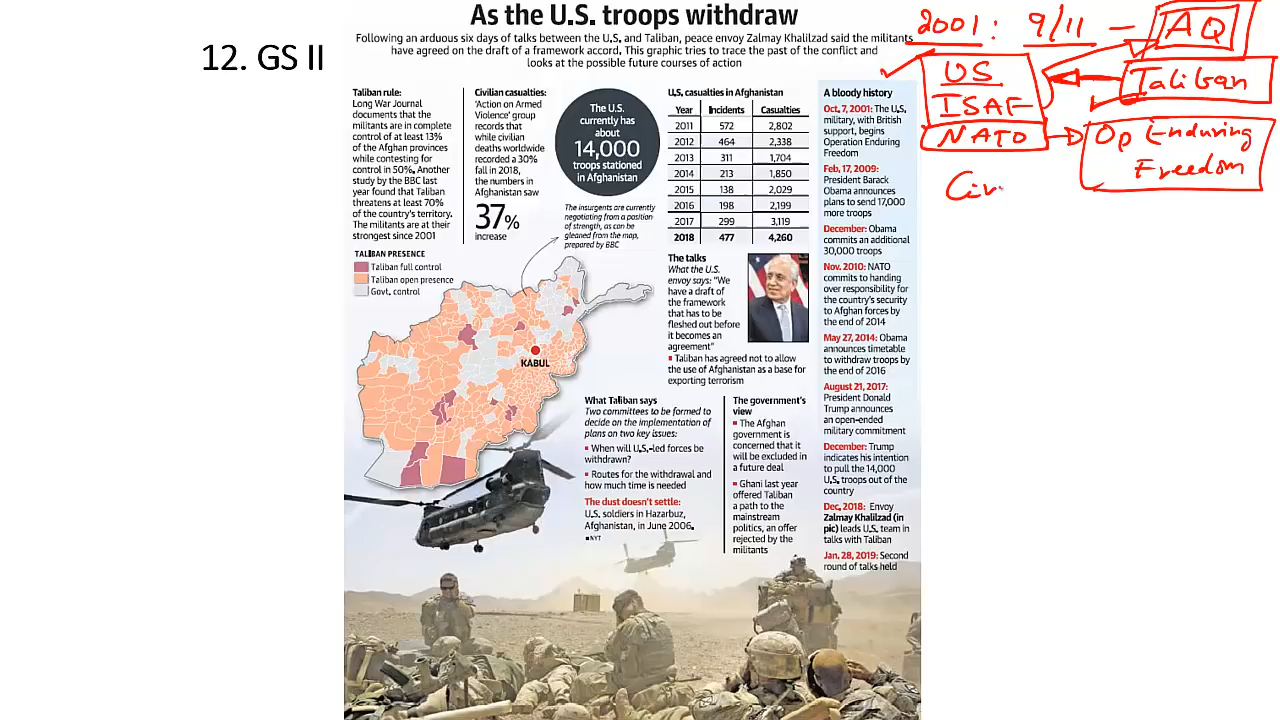 12. GS II
As the U.S. troops withdraw
Following an arduous six days of talks between the U.S. and Taliban, peace envoy Zalmay Khalilzad said the militants
have agreed on the draft of a framework accord. This graphic tries to trace the past of the conflict and
looks at the possible future courses of action
Taliban rule:
Long War Journal
documents that the
militants are in complete
control of at least 13%
of the Afghan provinces
while contesting for
control in 50%. Another
study by the BBC last
year found that Taliban
threatens at least 70%
of the country's territory.
The militants are at their
strongest since 2001
Civilian casualties:
'Action on Armed
Violence' group
records that
while civilian
deaths worldwide
recorded a 30%
fall in 2018,
the numbers in
Afghanistan saw
37%
increase
The
U.S.
currently has
about
14,000
troops stationed
in Afghanistan
The insurgents are currently
negotiating from a position
of strength, as can be
gleaned from the map,
prepared by BBC
U.S. casualties in Afghanistan
Year Incidents Casualties
2011 572 2,802
2012 464 2,338
2013 311 1,704
2014 213 1,850
2015 138 2,029
2016 198 2,199
2017 299 3,119
2018 477 4,260
TALIBAN PRESENCE
Taliban full control
Taliban open presence
Govt. control
KABUL
The talks
What the U.S.
envoy says: "We
have a draft of
the framework
that has to be
fleshed out before
it becomes an
agreement"
Taliban has agreed not to allow
the use of Afghanistan as a base for
exporting terrorism
What Taliban says
Two committees to be formed to
decide on the implementation of
plans on two key issues:
When will U.S.-led forces be
withdrawn?
Routes for the withdrawal and
how much time is needed
The dust doesn't settle:
U.S. soldiers in Hazarbuz,
Afghanistan, in June 2006.
NYT
The government's
view
The Afghan
government is
concerned that it
will be excluded in
a future deal
Ghani last year
offered Taliban
a path to the
mainstream
politics, an offer
rejected by the
militants
A bloody history
Oct, 7, 2001: The U.S.
military, with British
support, begins
Operation Enduring
Freedom
Feb, 17, 2009:
President Barack
Obama announces
plans to send 17,000
more troops
December: Obama
commits an additional
30,000 troops
Nov. 2010: NATO
commits to handing
over responsibility for
the country's security
to Afghan forces by
the end of 2014
May 27, 2014: Obama
announces timetable
to withdraw troops by
the end of 2016
August 21, 2017:
President Donald
Trump announces
an open-ended
military commitment
December: Trump
indicates his intention
to pull the 14,000
U.S. troops out of the
country
Dec, 2018: Envoy
Zalmay Khalilzad (in
pic) leads U.S. team in
talks with Taliban
Jan, 28, 2019: Second
round of talks held
2001: 9/11 – AQ
US
ISAF
NATO
Taliban
Op Enduring
Freedom
Civ